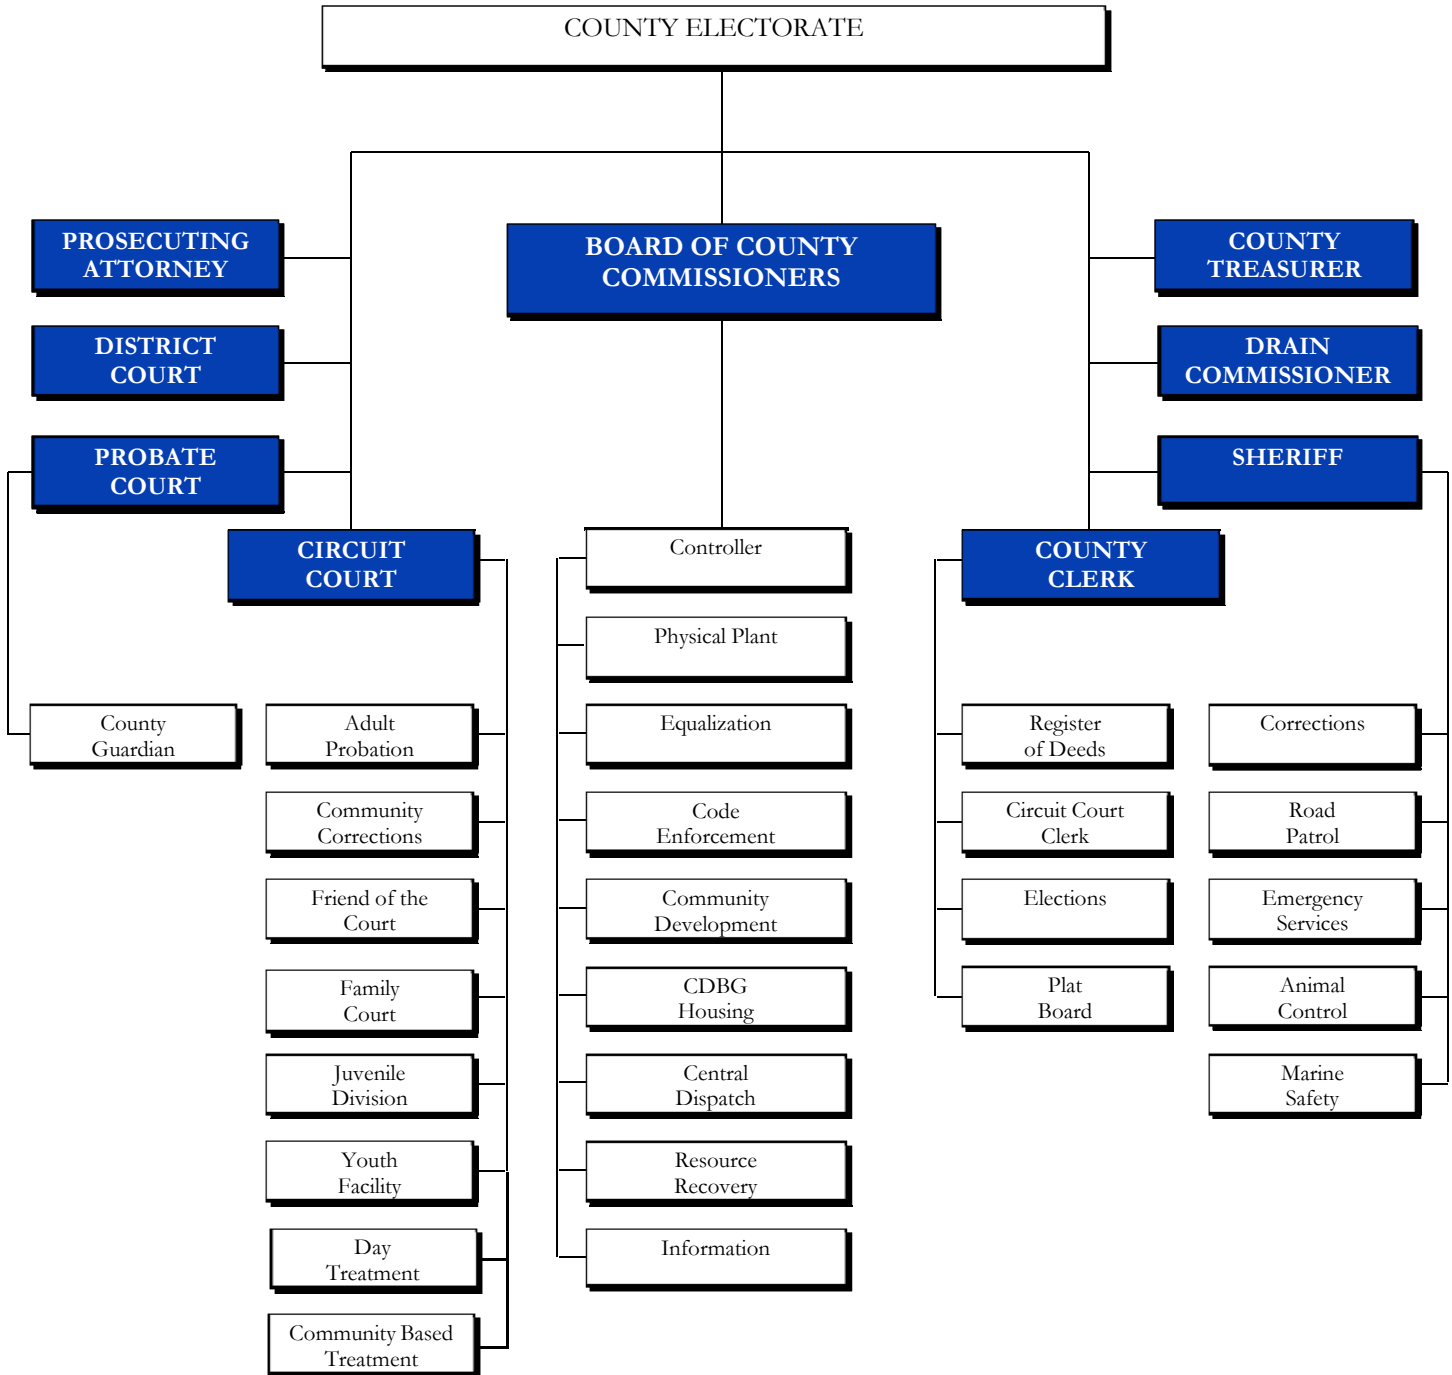 COUNTY ELECTORATE
PROSECUTING
ATTORNEY
BOARD OF COUNTY
COMMISSIONERS
COUNTY
TREASURER
DISTRICT
COURT
DRAIN
COMMISSIONER
PROBATE
COURT
SHERIFF
CIRCUIT
COURT
Controller
COUNTY
CLERK
Physical Plant
County
Guardian
Adult
Probation
Equalization
Register
of Deeds
Corrections
Community
Corrections
Code
Enforcement
Circuit Court
Clerk
Road
Patrol
Friend of the
Court
Community
Development
Elections
Emergency
Services
Family
Court
CDBG
Housing
Plat
Board
Animal
Control
Juvenile
Division
Central
Dispatch
Marine
Safety
Youth
Facility
Resource
Recovery
Day
Treatment
Information
Community Based
Treatment